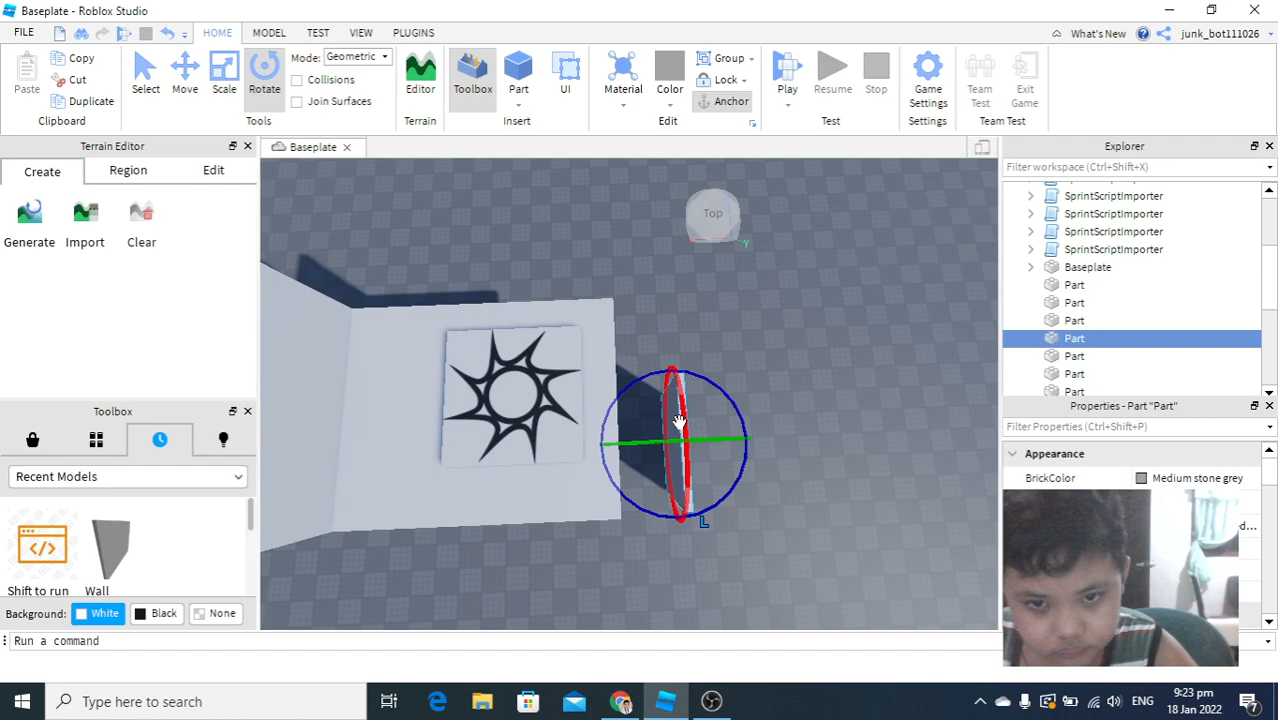 Baseplate - Roblox Studio
FILE HOME MODEL TEST VIEW PLUGINS What's New junk_bot111026
Paste Copy Cut Duplicate Clipboard
Select Move Scale Rotate Mode: Geometric Collisions Join Surfaces Tools
Editor Terrain
Toolbox Part UI Insert
Material Color Group Lock Anchor Edit
Play Resume Stop Test
Game Settings Settings
Team Test Exit Game Team Test
Terrain Editor
Create Region Edit
Generate Import Clear
Toolbox
Recent Models
Shift to run Wall
Background: White Black None
Baseplate
Top
Y
L
Explorer
Filter workspace (Ctrl+Shift+X)
SprintScriptImporter
SprintScriptImporter
SprintScriptImporter
SprintScriptImporter
Baseplate
Part
Part
Part
Part
Part
Part
Part
Properties - Part "Part"
Filter Properties (Ctrl+Shift+P)
Appearance
BrickColor Medium stone grey
d...
Run a command
Type here to search
ENG
9:23 pm
18 Jan 2022
7